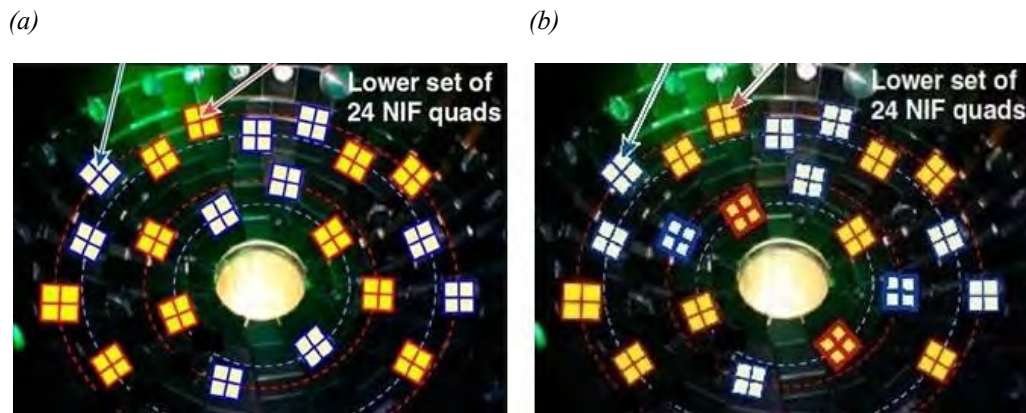 (a)
(b)
Lower set of
24 NIF quads
Lower set of
24 NIF quads